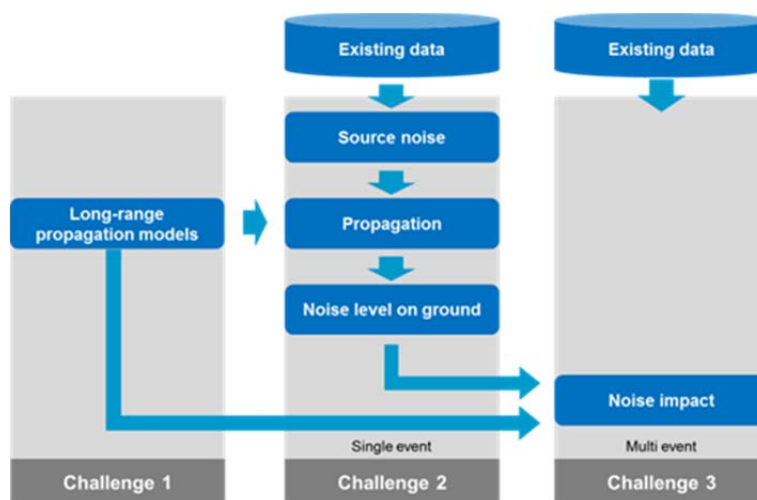 Existing data
Existing data
Source noise
Long-range
propagation models
Propagation
Noise level on ground
Noise impact
Single event
Multi event
Challenge 1
Challenge 2
Challenge 3